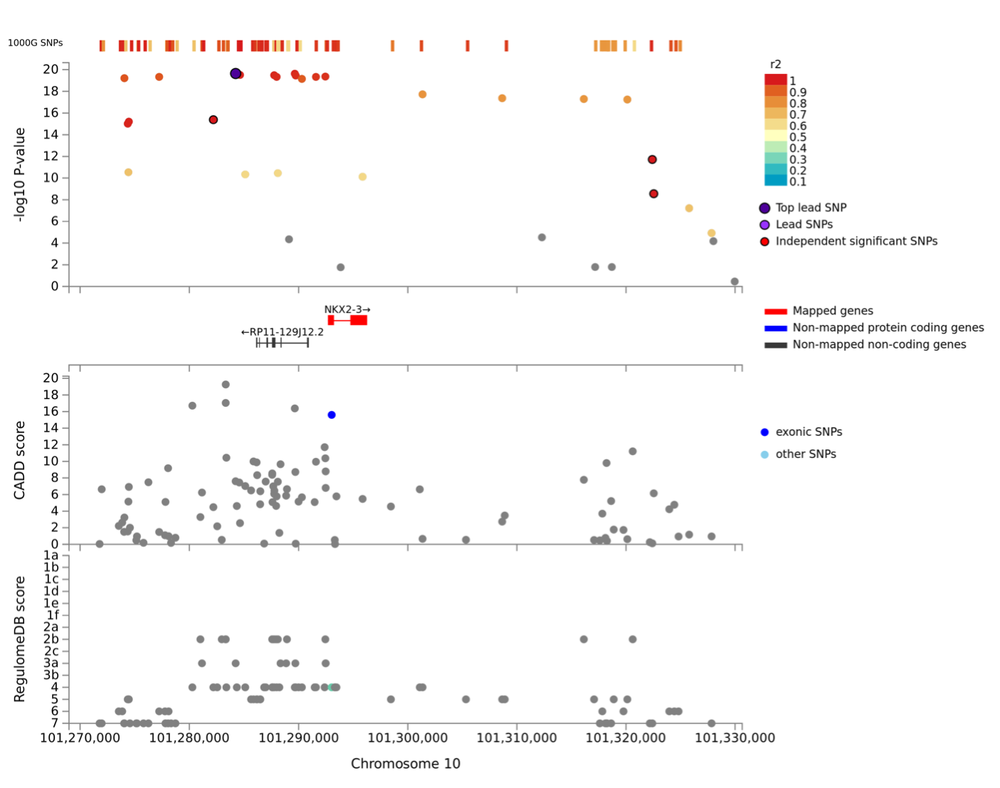 1000G SNPs
-log10 P-value
20
18
16
14
12
10
8
6
4
2
0
r2
1
0.9
0.8
0.7
0.6
0.5
0.4
0.3
0.2
0.1
Top lead SNP
Lead SNPs
Independent significant SNPs
NKX2-3→
←RP11-129J12.2
Mapped genes
Non-mapped protein coding genes
Non-mapped non-coding genes
CADD score
20
18
16
14
12
10
8
6
4
2
0
exonic SNPs
other SNPs
RegulomeDB score
1a
1b
1c
1d
1e
1f
2a
2b
2c
3a
3b
4
5
6
7
101,270,000 101,280,000 101,290,000 101,300,000 101,310,000 101,320,000 101,330,000
Chromosome 10